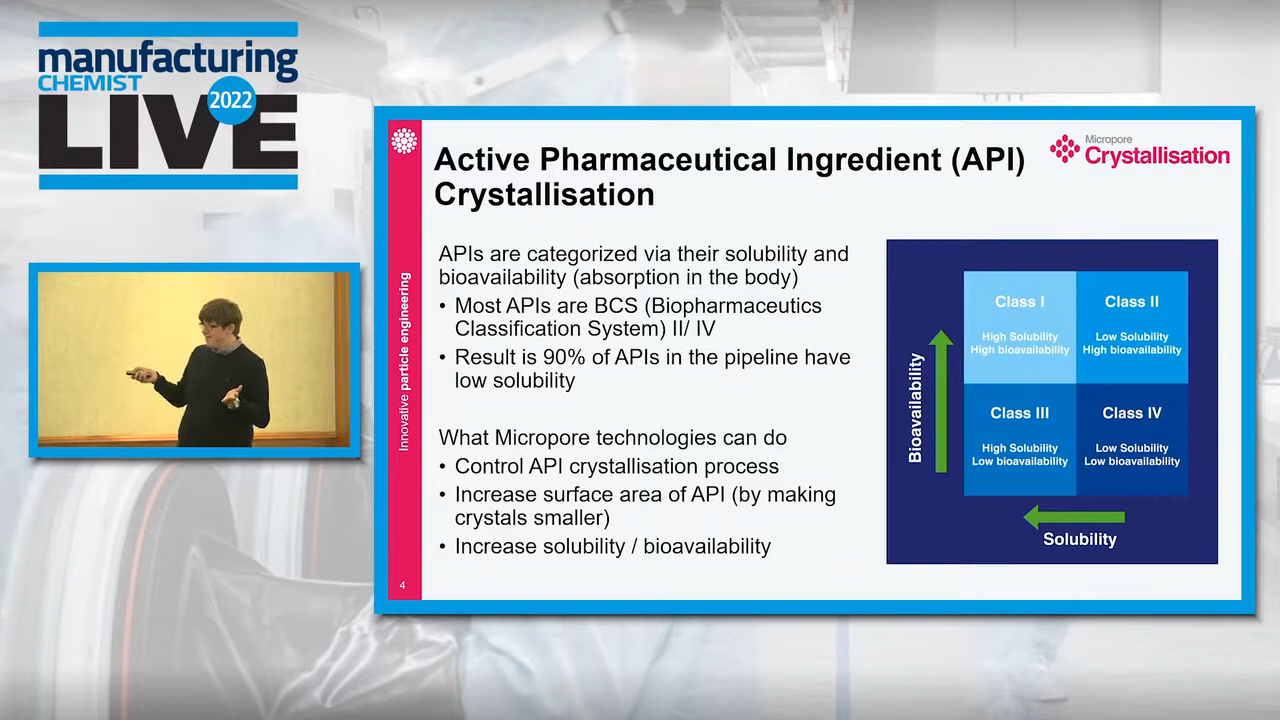 manufacturing
CHEMIST
2022
LIVE
Micropore
Crystallisation
Active Pharmaceutical Ingredient (API)
Crystallisation
APIs are categorized via their solubility and
bioavailability (absorption in the body)
• Most APIs are BCS (Biopharmaceutics
Classification System) II/ IV
• Result is 90% of APIs in the pipeline have
low solubility
What Micropore technologies can do
• Control API crystallisation process
• Increase surface area of API (by making
crystals smaller)
• Increase solubility / bioavailability
Innovative particle engineering
4
Bioavailability
Class I
High Solubility
High bioavailability
Class II
Low Solubility
High bioavailability
Class III
High Solubility
Low bioavailability
Class IV
Low Solubility
Low bioavailability
Solubility